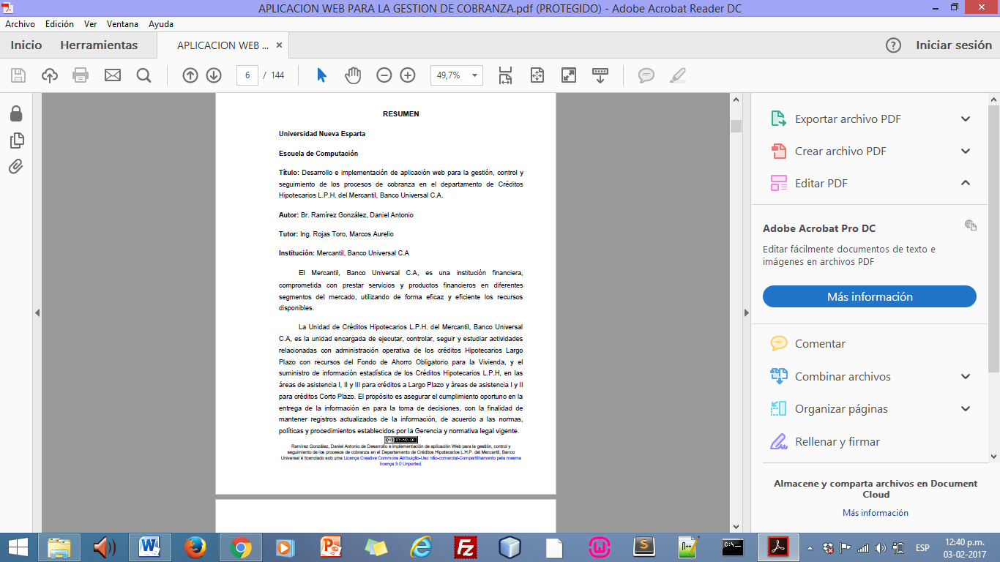 APLICACION WEB PARA LA GESTION DE COBRANZA.pdf (PROTEGIDO) - Adobe Acrobat Reader DC
Archivo Edición Ver Ventana Ayuda
Inicio Herramientas APLICACION WEB ... × Iniciar sesión
6 / 144 49,7%
RESUMEN
Universidad Nueva Esparta
Escuela de Computación
Título: Desarrollo e implementación de aplicación web para la gestión, control y
seguimiento de los procesos de cobranza en el departamento de Créditos
Hipotecarios L.P.H. del Mercantil, Banco Universal C.A.
Autor: Br. Ramírez González, Daniel Antonio
Tutor: Ing. Rojas Toro, Marcos Aurelio
Institución: Mercantil, Banco Universal C.A
El Mercantil, Banco Universal C.A, es una institución financiera,
comprometida con prestar servicios y productos financieros en diferentes
segmentos del mercado, utilizando de forma eficaz y eficiente los recursos
disponibles.
La Unidad de Créditos Hipotecarios L.P.H. del Mercantil, Banco Universal
C.A, es la unidad encargada de ejecutar, controlar, seguir y estudiar actividades
relacionadas con administración operativa de los créditos Hipotecarios Largo
Plazo con recursos del Fondo de Ahorro Obligatorio para la Vivienda, y el
suministro de información estadística de los Créditos Hipotecarios L.P.H, en las
áreas de asistencia I, II y III para créditos a Largo Plazo y áreas de asistencia I y II
para créditos Corto Plazo. El propósito es asegurar el cumplimiento oportuno en la
entrega de la información en para la toma de decisiones, con la finalidad de
mantener registros actualizados de la información, de acuerdo a las normas,
políticas y procedimientos establecidos por la Gerencia y normativa legal vigente.
BY-NC-SA
Ramírez González, Daniel Antonio de Desarrollo e implementación de aplicación Web para la gestión, control y
seguimiento de los procesos de cobranza en el Departamento de Créditos Hipotecarios L.H.P. del Mercantil, Banco
Universal é licenciado sob uma Licença Creative Commons Atribuição-Uso não-comercial-Compartilhamento pela mesma
licença 3.0 Unported.
Exportar archivo PDF
Crear archivo PDF
Editar PDF
Adobe Acrobat Pro DC
Editar fácilmente documentos de texto e
imágenes en archivos PDF
Más información
Comentar
Combinar archivos
Organizar páginas
Rellenar y firmar
Almacene y comparta archivos en Document
Cloud
Más información
ESP 12:40 p.m.
03-02-2017